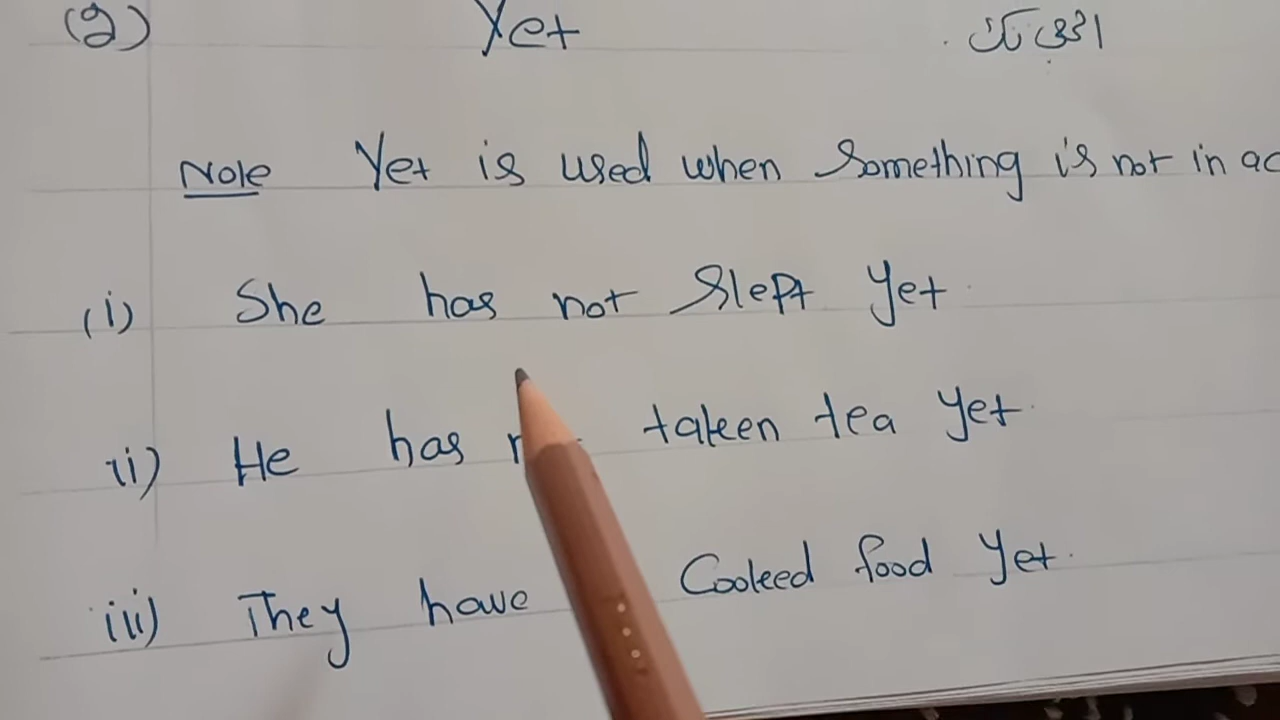 (2) Yet ابھی تک
Note Yet is used when something is not in ac
(i) She has not slept yet
ii) He has taken tea yet
iii) They have Cooked food yet